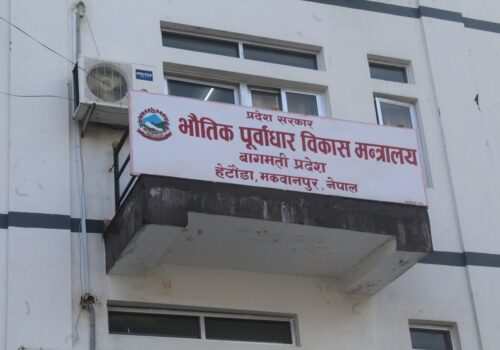 प्रदेश सरकार
भौतिक पूर्वाधार विकास मन्त्रालय
बागमती प्रदेश
हेटौंडा, मकवानपुर, नेपाल